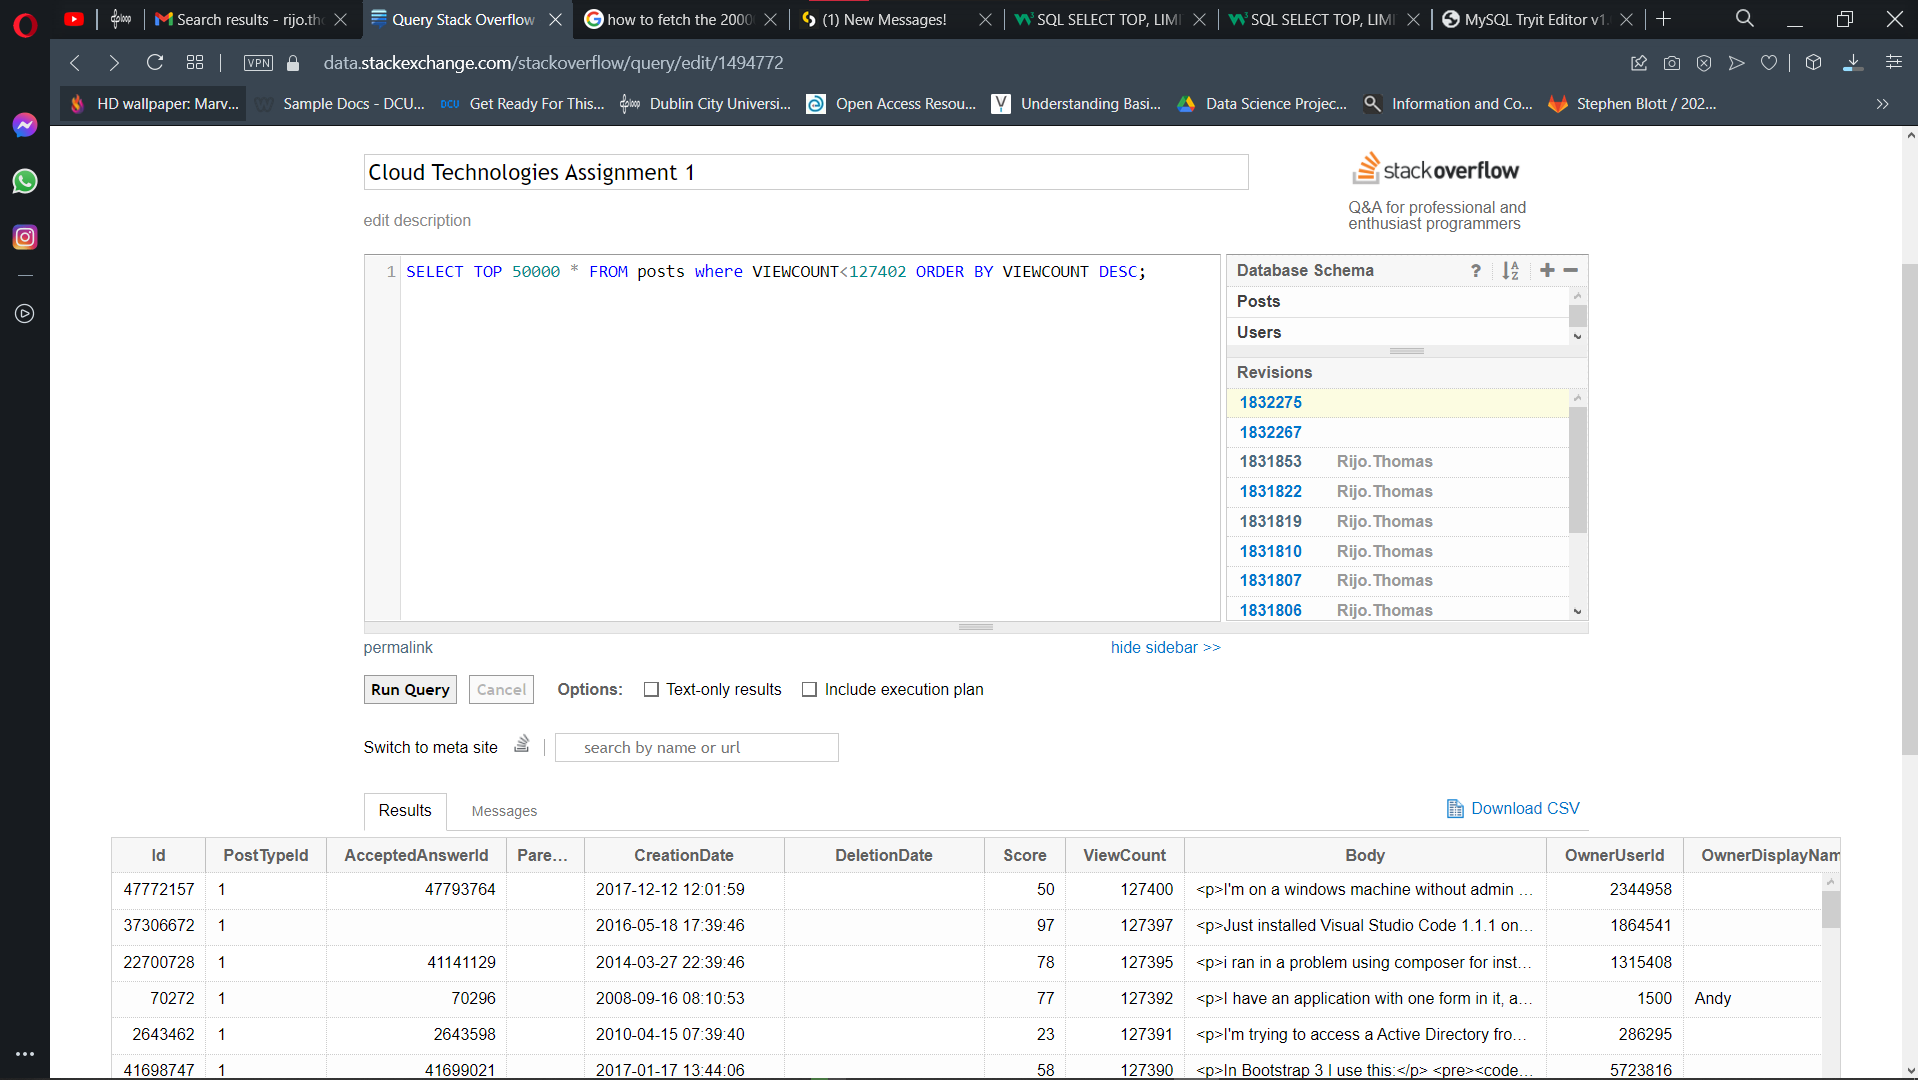 Search results - rijo.th
Query Stack Overflow
how to fetch the 2000
(1) New Messages!
SQL SELECT TOP, LIMI
SQL SELECT TOP, LIMI
MySQL Tryit Editor v1.
VPN
data.stackexchange.com/stackoverflow/query/edit/1494772
HD wallpaper: Marv...
Sample Docs - DCU...
DCU
Get Ready For This...
loop
Dublin City Universi...
Open Access Resou...
Y
Understanding Basi...
Data Science Projec...
Information and Co...
Stephen Blott / 202...
Cloud Technologies Assignment 1
edit description
stackoverflow
Q&A for professional and
enthusiast programmers
1 SELECT TOP 50000 * FROM posts where VIEWCOUNT<127402 ORDER BY VIEWCOUNT DESC;
Database Schema ? A Z + −
Posts
Users
Revisions
1832275
1832267
1831853 Rijo.Thomas
1831822 Rijo.Thomas
1831819 Rijo.Thomas
1831810 Rijo.Thomas
1831807 Rijo.Thomas
1831806 Rijo.Thomas
permalink
hide sidebar >>
Run Query Cancel Options: Text-only results Include execution plan
Switch to meta site search by name or url
Results Messages
Download CSV
Id PostTypeId AcceptedAnswerId Pare... CreationDate DeletionDate Score ViewCount Body OwnerUserId OwnerDisplayNam
47772157 1 47793764 2017-12-12 12:01:59 50 127400 <p>I'm on a windows machine without admin ... 2344958
37306672 1 2016-05-18 17:39:46 97 127397 <p>Just installed Visual Studio Code 1.1.1 on... 1864541
22700728 1 41141129 2014-03-27 22:39:46 78 127395 <p>i ran in a problem using composer for inst... 1315408
70272 1 70296 2008-09-16 08:10:53 77 127392 <p>I have an application with one form in it, a... 1500 Andy
2643462 1 2643598 2010-04-15 07:39:40 23 127391 <p>I'm trying to access a Active Directory fro... 286295
41698747 1 41699021 2017-01-17 13:44:06 58 127390 <p>In Bootstrap 3 I use this:</p> <pre><code... 5723816